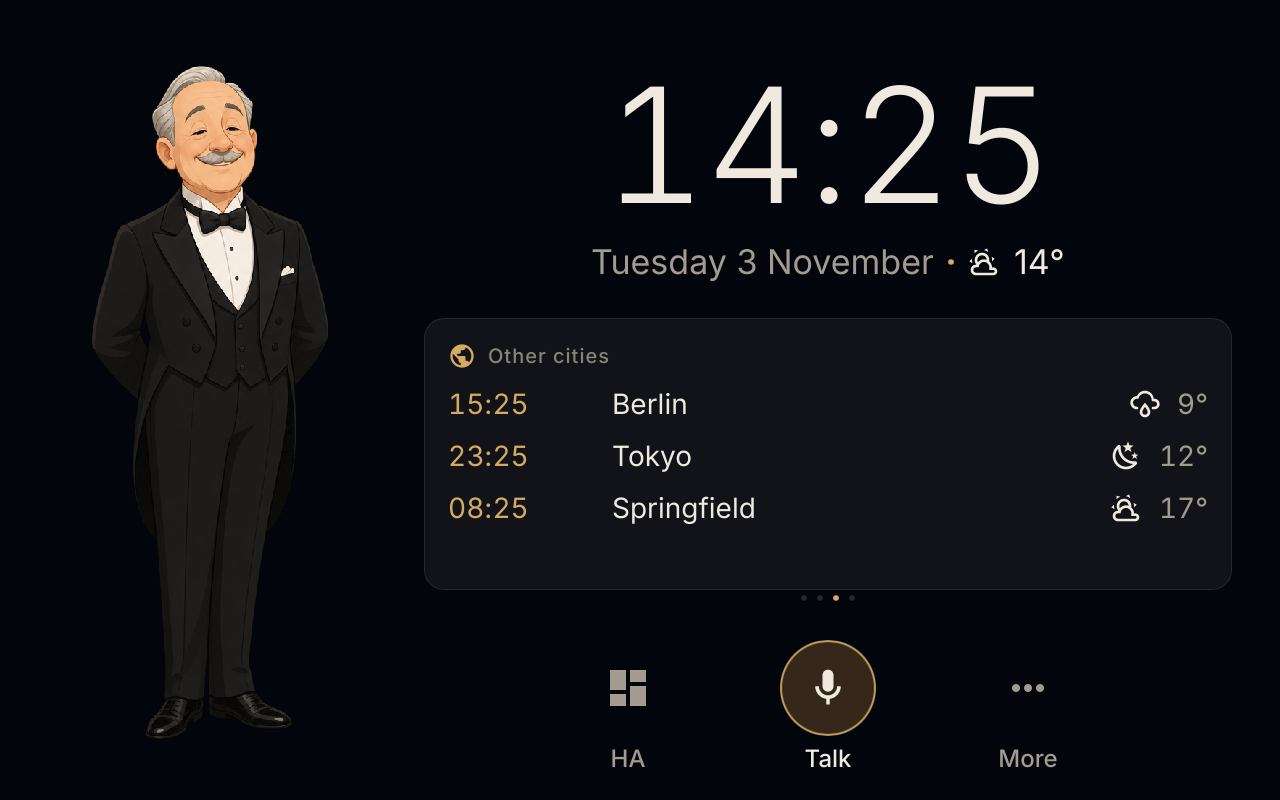 14:25
Tuesday 3 November • 14°
Other cities
15:25 Berlin 9°
23:25 Tokyo 12°
08:25 Springfield 17°
HA Talk More